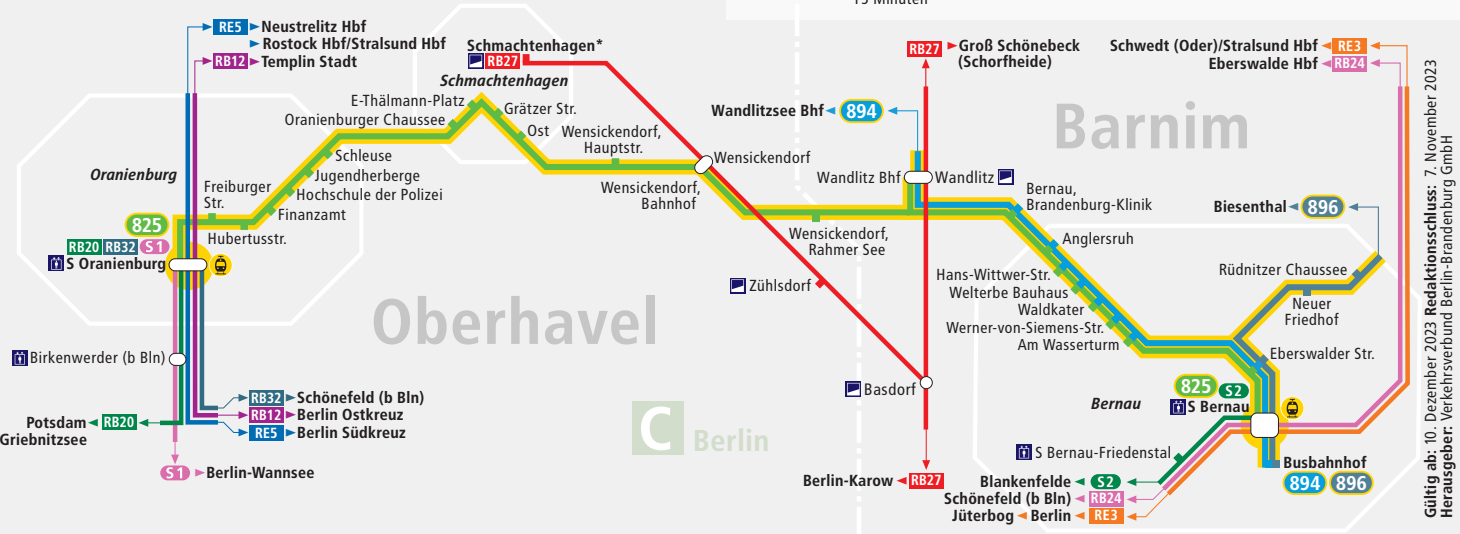 15 Minuten
RE5 Neustrelitz Hbf
Rostock Hbf/Stralsund Hbf
RB12 Templin Stadt
Schmachtenhagen*
RB27
Schmachtenhagen
E-Thälmann-Platz
Oranienburger Chaussee
Grätzer Str.
Ost
Wensickendorf,
Hauptstr.
Wensickendorf
Wensickendorf,
Bahnhof
Schleuse
Jugendherberge
Hochschule der Polizei
Finanzamt
Oranienburg
Freiburger
Str.
Hubertusstr.
825
RB20 RB32 S1
S Oranienburg
Birkenwerder (b Bln)
Potsdam RB20
Griebnitzsee
RB32 Schönefeld (b Bln)
RB12 Berlin Ostkreuz
RE5 Berlin Südkreuz
S1 Berlin-Wannsee
Oberhavel
C Berlin
Wandlitzsee Bhf 894
RB27 Groß Schönebeck
(Schorfheide)
Schwedt (Oder)/Stralsund Hbf RE3
Eberswalde Hbf RB24
Barnim
Wandlitz Bhf
Wandlitz
Bernau,
Brandenburg-Klinik
Wensickendorf,
Rahmer See
Zühlsdorf
Basdorf
Berlin-Karow RB27
Anglersruh
Hans-Wittwer-Str.
Welterbe Bauhaus
Waldkater
Werner-von-Siemens-Str.
Am Wasserturm
Biesenthal 896
Rüdnitzer Chaussee
Neuer
Friedhof
Eberswalder Str.
Bernau
825 S2
S Bernau
S Bernau-Friedenstal
Blankenfelde S2
Schönefeld (b Bln) RB24
Jüterbog Berlin RE3
Busbahnhof
894 896
Gültig ab: 10. Dezember 2023 Redaktionsschluss: 7. November 2023
Herausgeber: Verkehrsverbund Berlin-Brandenburg GmbH